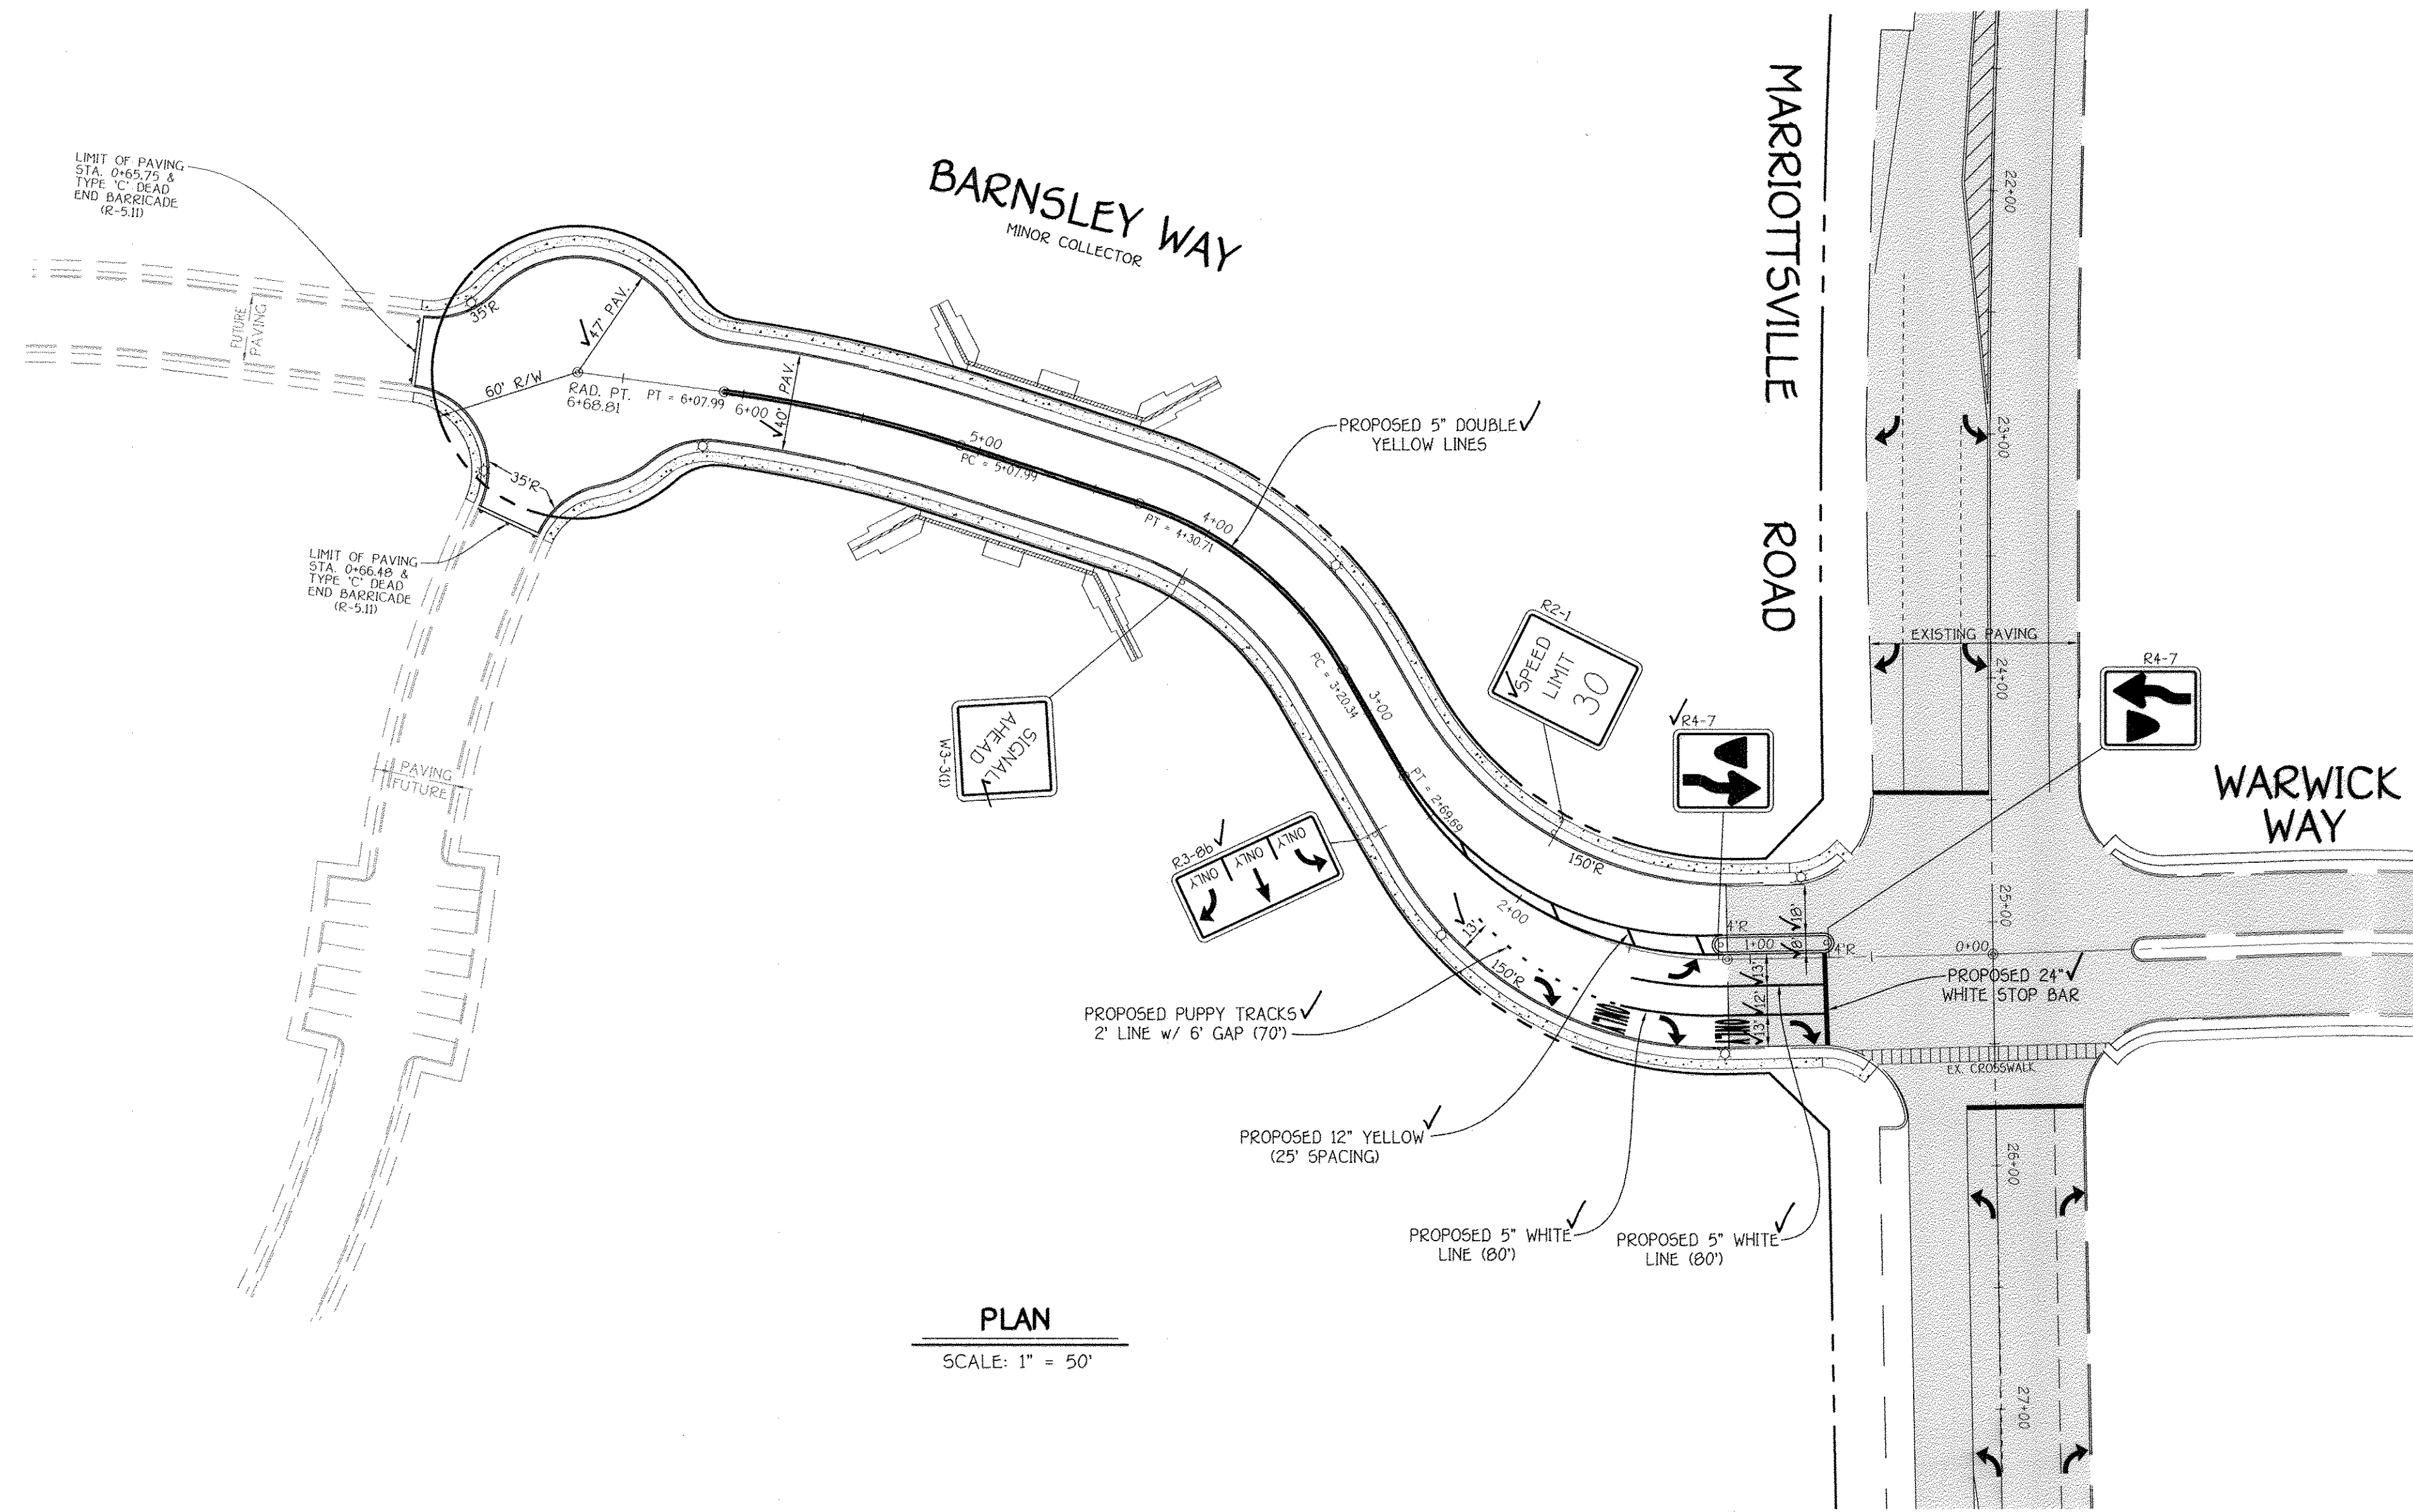 LIMIT OF PAVING
STA. 0+65.75 &
TYPE 'C' DEAD
END BARRICADE
(R-5.11)
BARNSLEY WAY
MINOR COLLECTOR
MARRIOTTSVILLE ROAD
22+00
23+00
24+00
25+00
26+00
27+00
FUTURE
PAVING
35'R
47' PAV.
60' R/W
RAD. PT.
6+68.81
PT = 6+07.99
6+00
40' PAV.
5+00
PC = 5+07.99
PROPOSED 5" DOUBLE
YELLOW LINES
35'R
PT = 4+30.71
4+00
LIMIT OF PAVING
STA. 0+66.48 &
TYPE 'C' DEAD
END BARRICADE
(R-5.11)
R2-1
SPEED
LIMIT
30
EXISTING PAVING
R4-7
R4-7
PC = 3+20.34
3+00
SIGNAL
AHEAD
W3-3(1)
PAVING
FUTURE
PT = 2+69.69
WARWICK
WAY
R3-8b
ONLY
ONLY
ONLY
150'R
2+00
13'
150'R
4'R
1+00
4'R
18'
8'
13'
12'
13'
0+00
PROPOSED 24"
WHITE STOP BAR
PROPOSED PUPPY TRACKS
2' LINE W/ 6' GAP (70')
EX. CROSSWALK
PROPOSED 12" YELLOW
(25' SPACING)
PROPOSED 5" WHITE
LINE (80')
PROPOSED 5" WHITE
LINE (80')
PLAN
SCALE: 1" = 50'